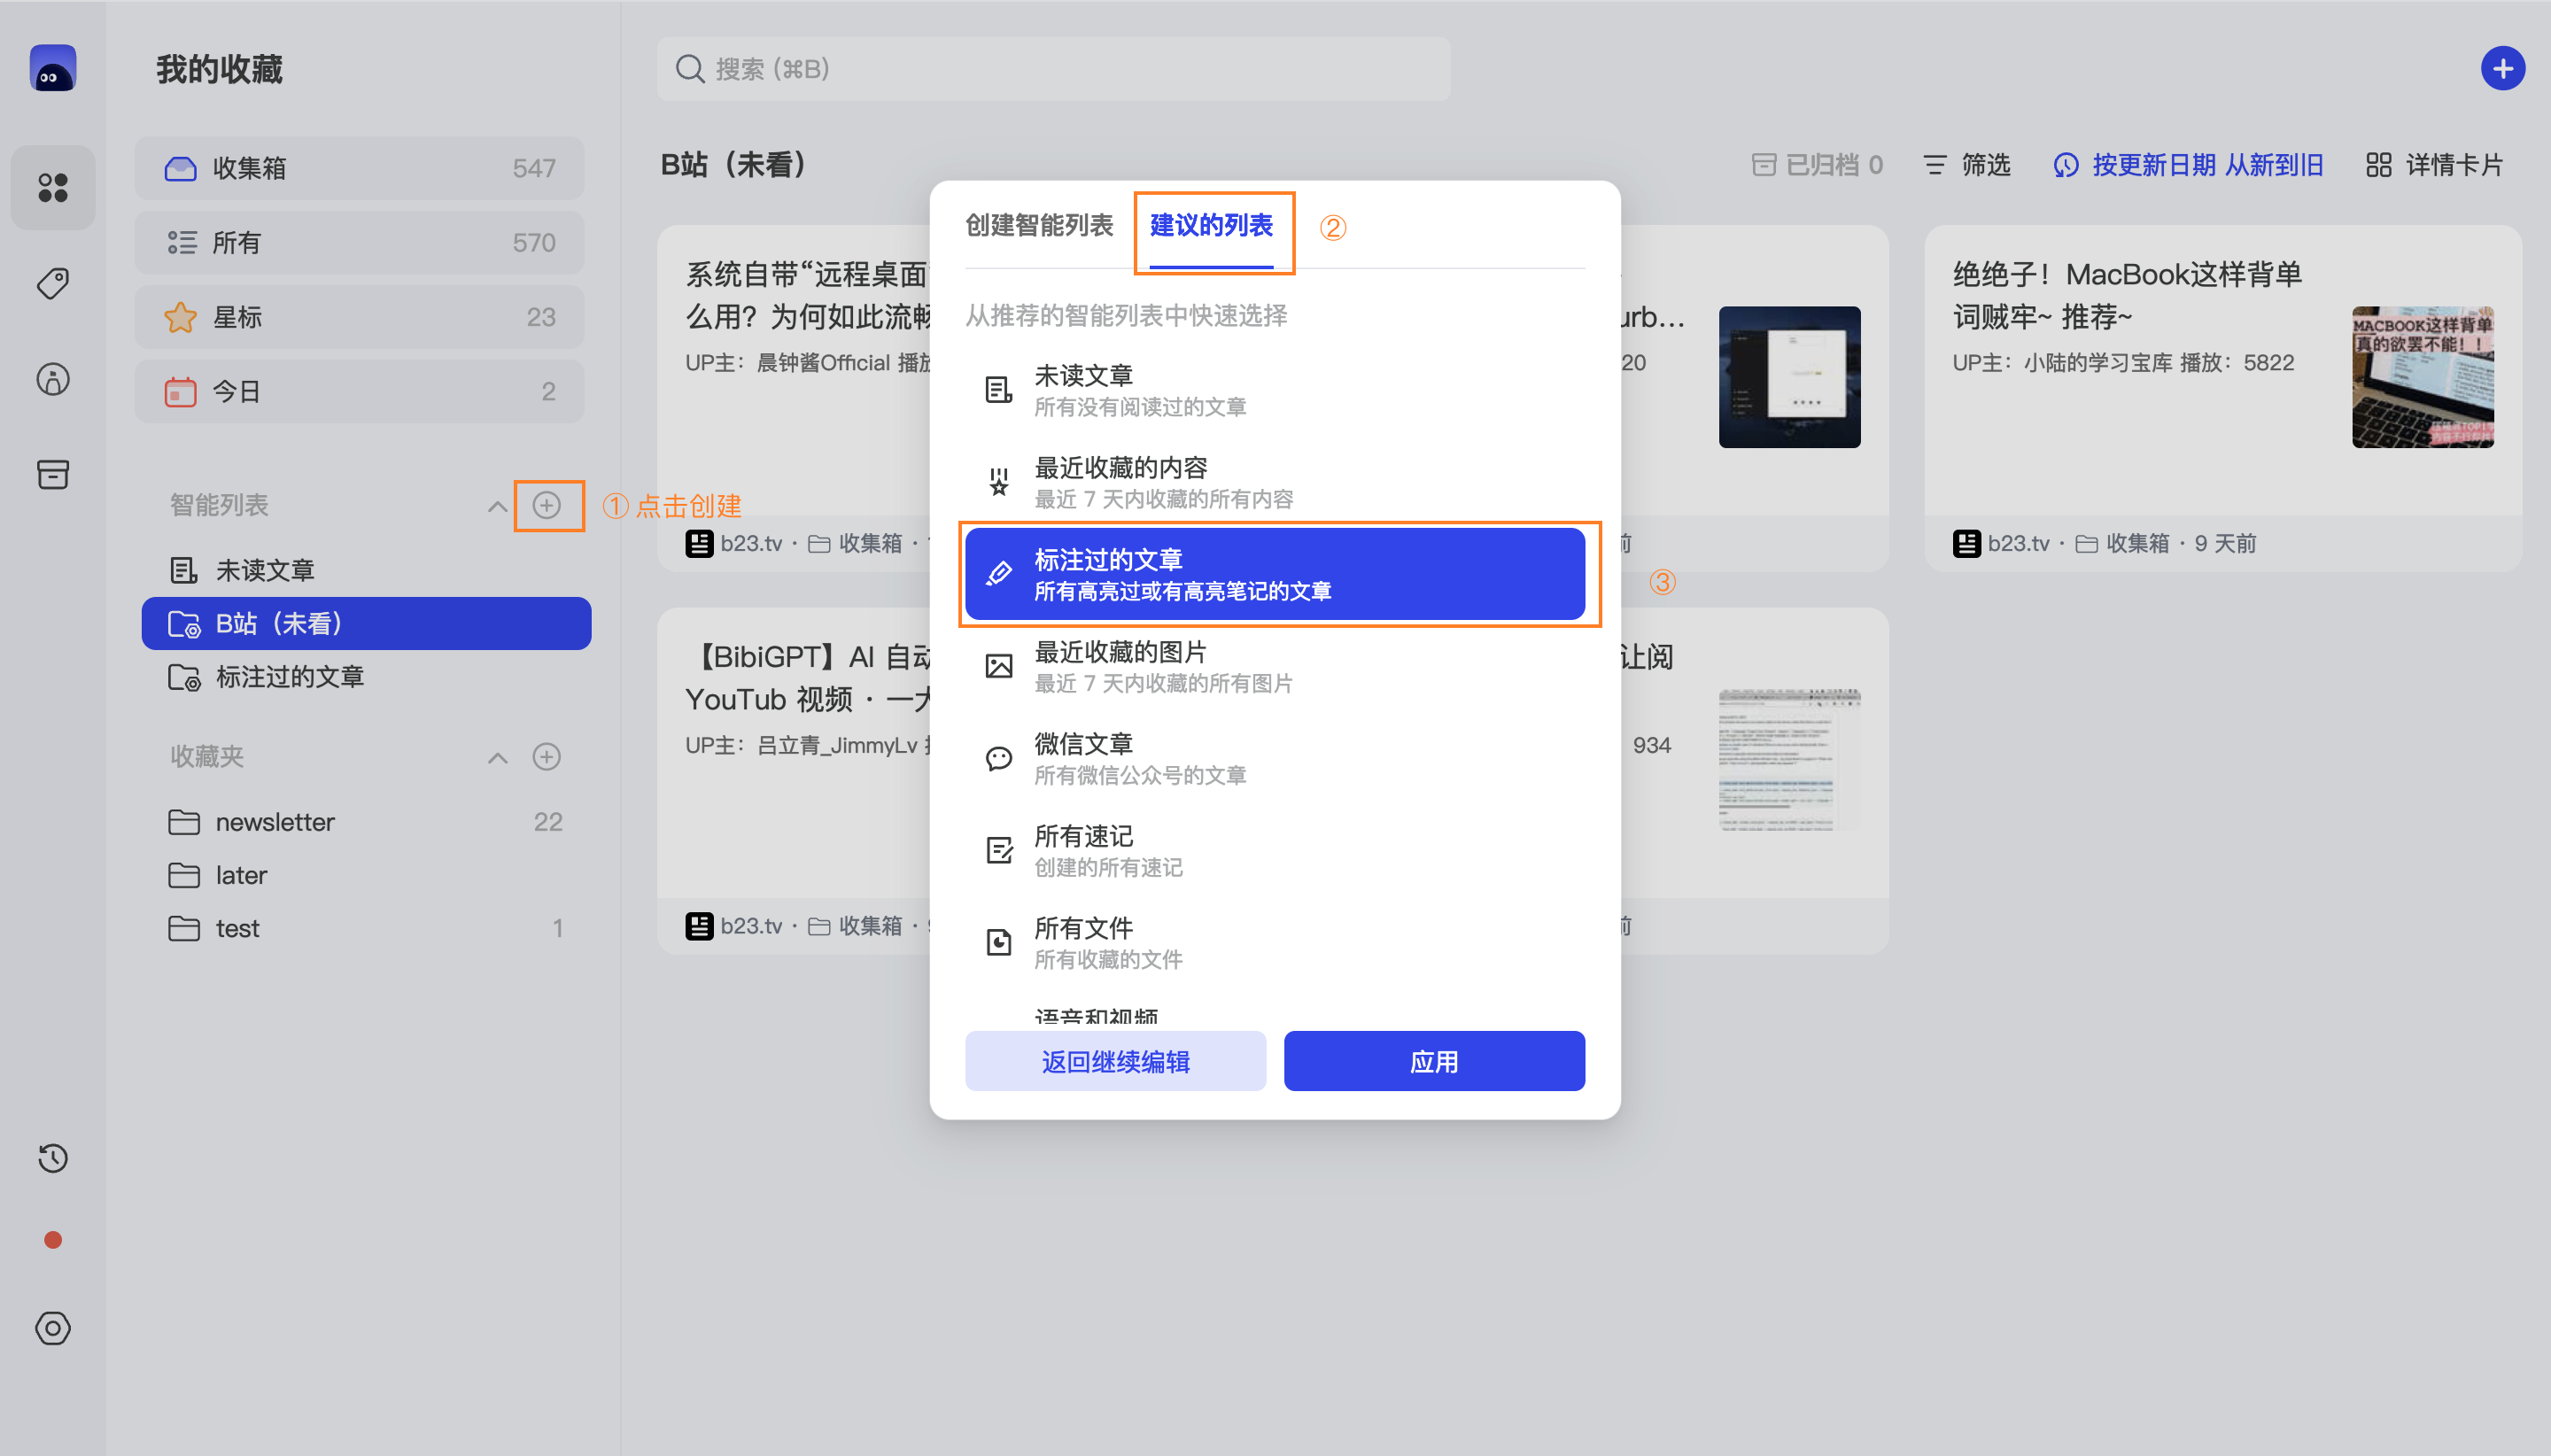 我的收藏
搜索 (⌘B)
收集箱 547
所有 570
星标 23
今日 2
智能列表
① 点击创建
未读文章
B站（未看）
标注过的文章
收藏夹
newsletter 22
later
test 1
B站（未看）
已归档 0
筛选
按更新日期 从新到旧
详情卡片
系统自带“远程桌面
么用？为何如此流畅
UP主：晨钟酱Official 播放
b23.tv · 收集箱 ·
urb...
20
前
绝绝子！MacBook这样背单
词贼牢~ 推荐~
UP主：小陆的学习宝库 播放：5822
MACBOOK这样背单
真的欲罢不能！！
b23.tv · 收集箱 · 9 天前
【BibiGPT】AI 自动
YouTub 视频 · 一
UP主：吕立青_JimmyLv
b23.tv · 收集箱 ·
让阅
934
前
创建智能列表
建议的列表
②
从推荐的智能列表中快速选择
未读文章
所有没有阅读过的文章
最近收藏的内容
最近 7 天内收藏的所有内容
标注过的文章
所有高亮过或有高亮笔记的文章
③
最近收藏的图片
最近 7 天内收藏的所有图片
微信文章
所有微信公众号的文章
所有速记
创建的所有速记
所有文件
所有收藏的文件
语音和视频
返回继续编辑
应用